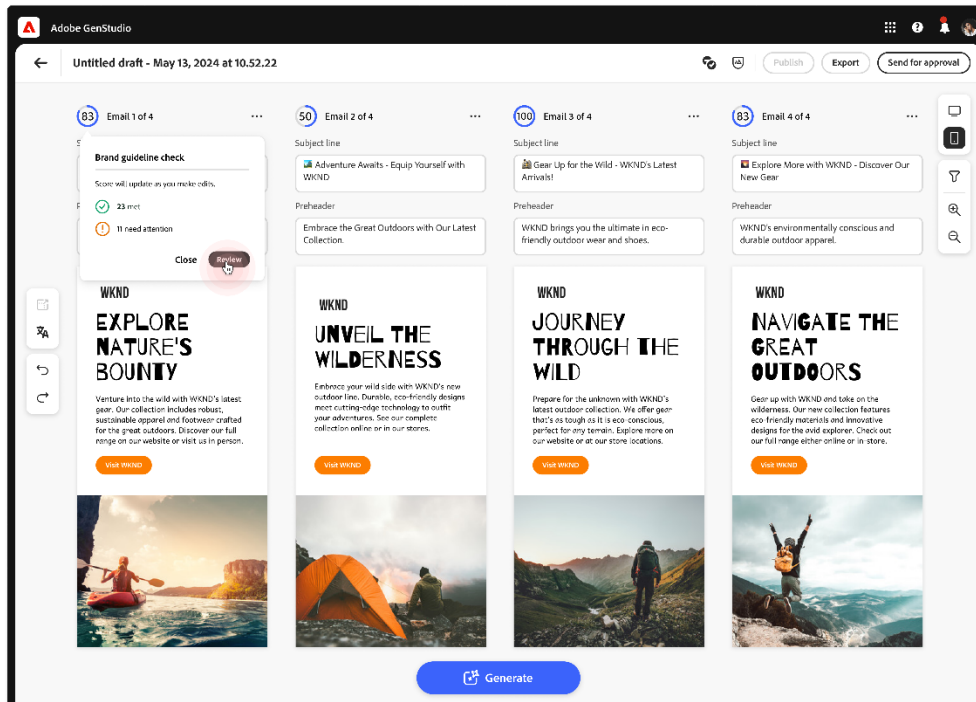 Adobe GenStudio
Untitled draft - May 13, 2024 at 10.52.22
Publish
Export
Send for approval
83
Email 1 of 4
S
Brand guideline check
Score will update as you make edits.
23 met
11 need attention
Close
Review
P
WKND
EXPLORE
NATURE'S
BOUNTY
Venture into the wild with WKND's latest
gear. Our collection includes robust,
sustainable apparel and footwear crafted
for the great outdoors. Discover our full
range on our website or visit us in person.
Visit WKND
50
Email 2 of 4
Subject line
Adventure Awaits - Equip Yourself with
WKND
Preheader
Embrace the Great Outdoors with Our Latest
Collection.
WKND
UNVEIL THE
WILDERNESS
Embrace your wild side with WKND's new
outdoor line. Durable, eco-friendly designs
meet cutting-edge technology to outfit
your adventures. See our complete
collection online or in our stores.
Visit WKND
100
Email 3 of 4
Subject line
Gear Up for the Wild - WKND's Latest
Arrivals!
Preheader
WKND brings you the ultimate in eco-
friendly outdoor wear and shoes.
WKND
JOURNEY
THROUGH THE
WILD
Prepare for the unknown with WKND's
latest outdoor collection. We offer gear
that's as tough as it is eco-conscious,
perfect for any terrain. Explore more on
our website or at our store locations.
Visit WKND
83
Email 4 of 4
Subject line
Explore More with WKND - Discover Our
New Gear
Preheader
WKND's environmentally conscious and
durable outdoor apparel.
WKND
NAVIGATE THE
GREAT
OUTDOORS
Gear up with WKND and take on the
wilderness. Our new collection features
eco-friendly materials and innovative
designs for the avid explorer. Check out
our full range either online or in-store.
Visit WKND
Generate